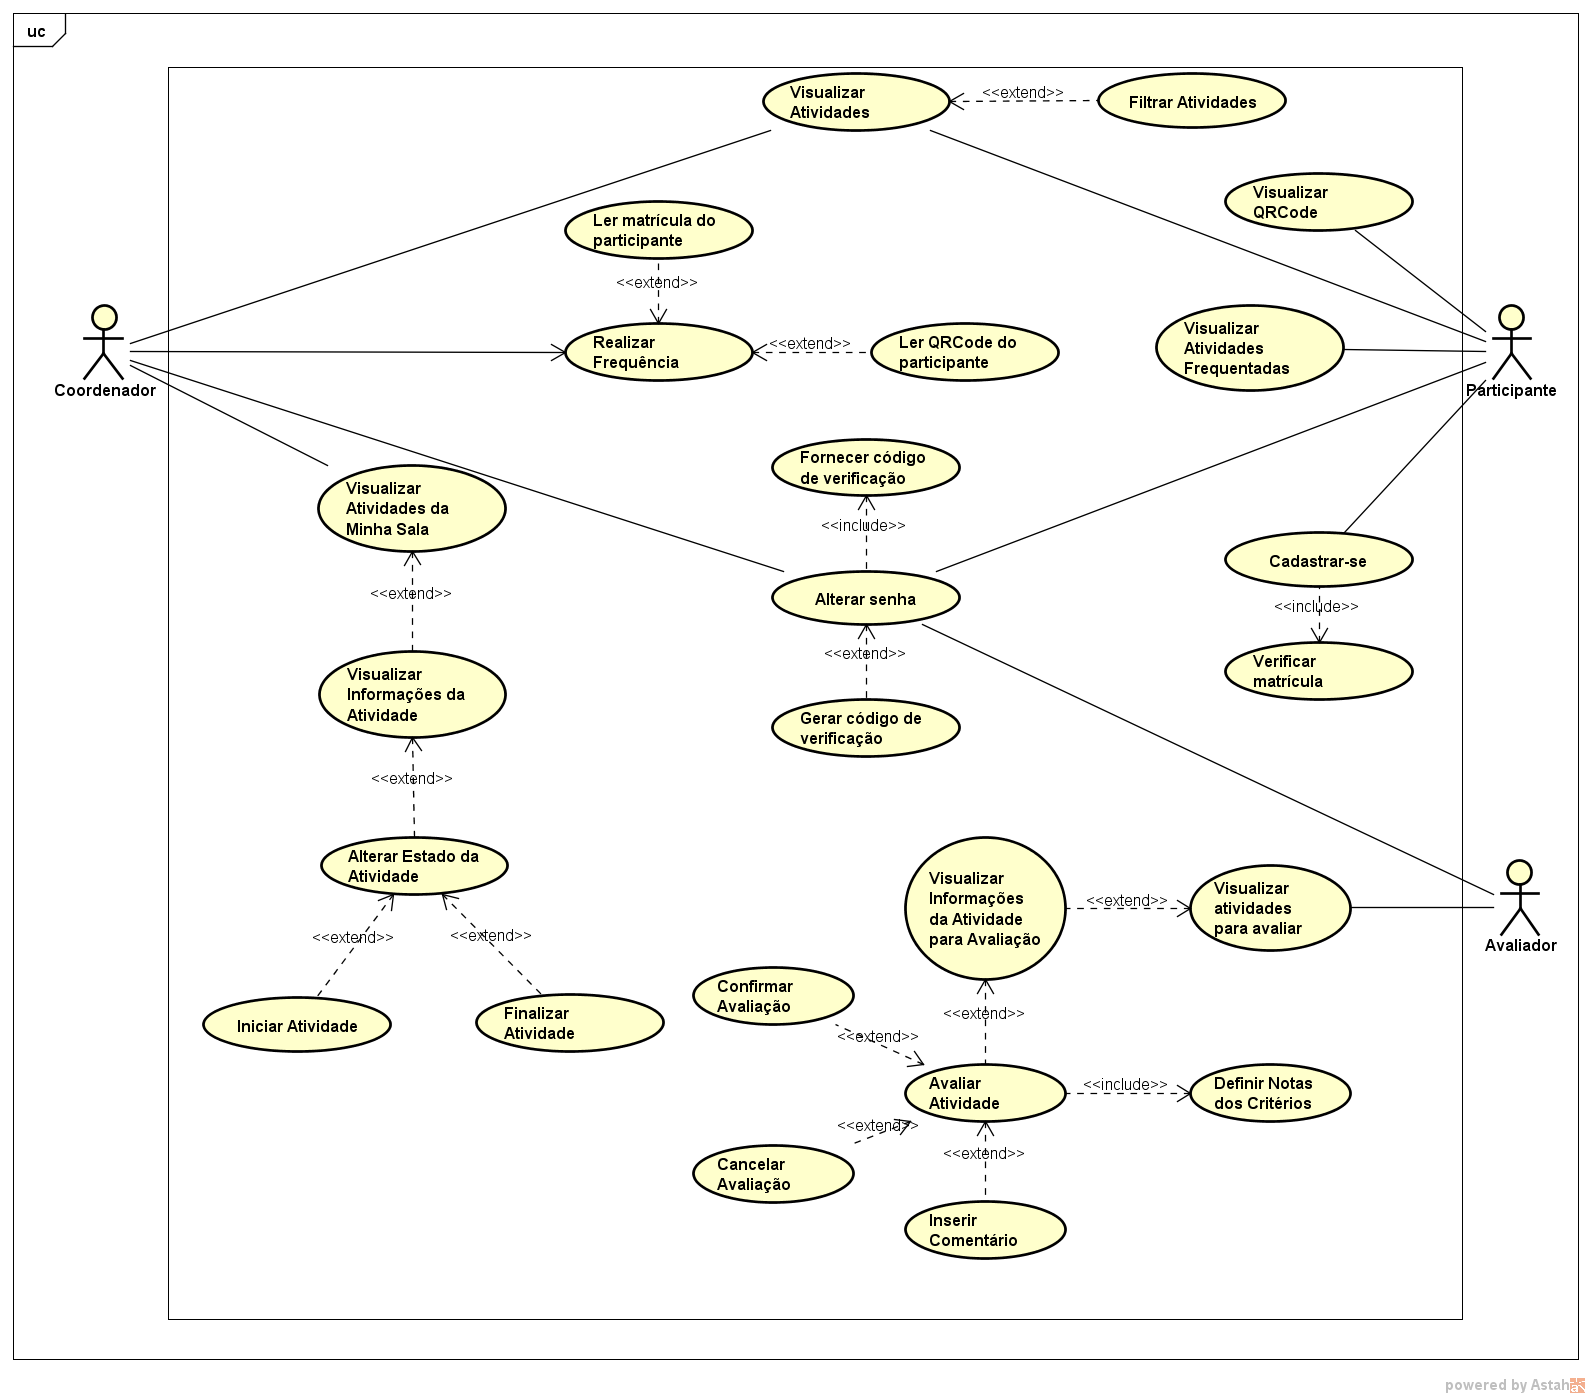 uc
Visualizar
Atividades
<<extend>>
Filtrar Atividades
Visualizar
QRCode
Ler matrícula do
participante
<<extend>>
Realizar
Frequência
<<extend>>
Ler QRCode do
participante
Visualizar
Atividades
Frequentadas
Coordenador
Participante
Visualizar
Atividades da
Minha Sala
Fornecer código
de verificação
<<include>>
Cadastrar-se
<<extend>>
Alterar senha
<<include>>
<<extend>>
Verificar
matrícula
Visualizar
Informações da
Atividade
Gerar código de
verificação
<<extend>>
Alterar Estado da
Atividade
Visualizar
Informações
da Atividade
para Avaliação
<<extend>>
Visualizar
atividades
para avaliar
Avaliador
<<extend>>
<<extend>>
Confirmar
Avaliação
<<extend>>
Iniciar Atividade
Finalizar
Atividade
<<extend>>
Avaliar
Atividade
<<include>>
Definir Notas
dos Critérios
<<extend>>
<<extend>>
Cancelar
Avaliação
Inserir
Comentário
powered by Astah